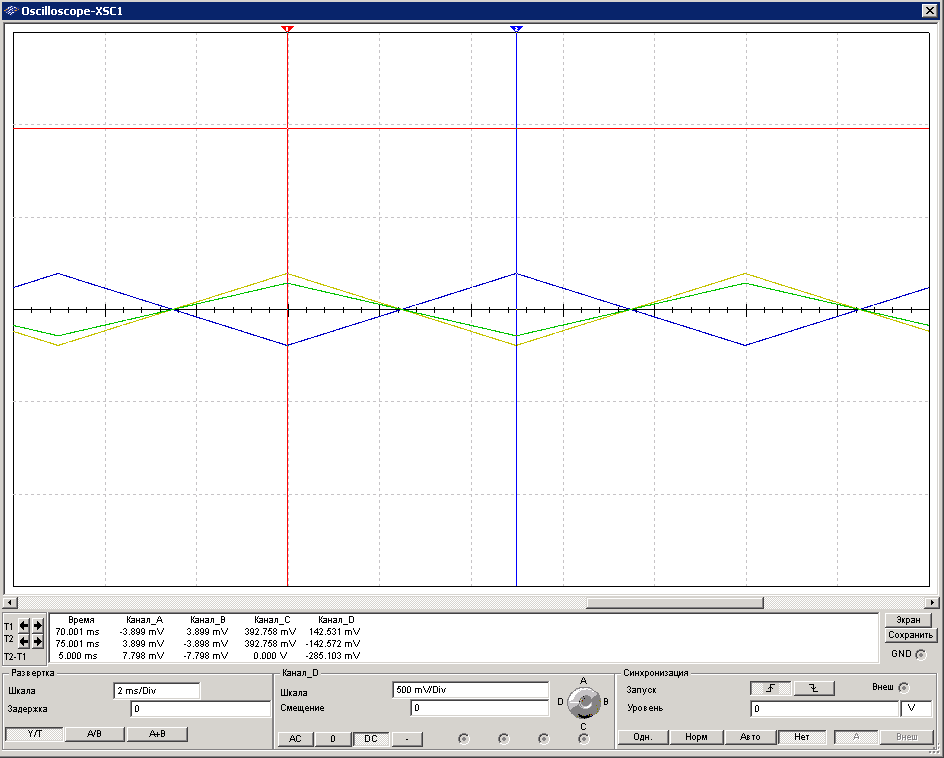 Oscilloscope-XSC1
1
2
Время Канал_A Канал_B Канал_C Канал_D
T1 70.001 ms -3.899 mV 3.899 mV 392.758 mV 142.531 mV
T2 75.001 ms 3.899 mV -3.898 mV 392.758 mV -142.572 mV
T2-T1 5.000 ms 7.798 mV -7.798 mV 0.000 V -285.103 mV
Экран
Сохранить
GND
Развертка
Шкала 2 ms/Div
Задержка 0
Y/T A/B A+B
Канал_D
Шкала 500 mV/Div
Смещение 0
AC 0 DC -
A
D B
C
Синхронизация
Запуск Внеш
Уровень 0 V
Одн. Норм Авто Нет A Внеш